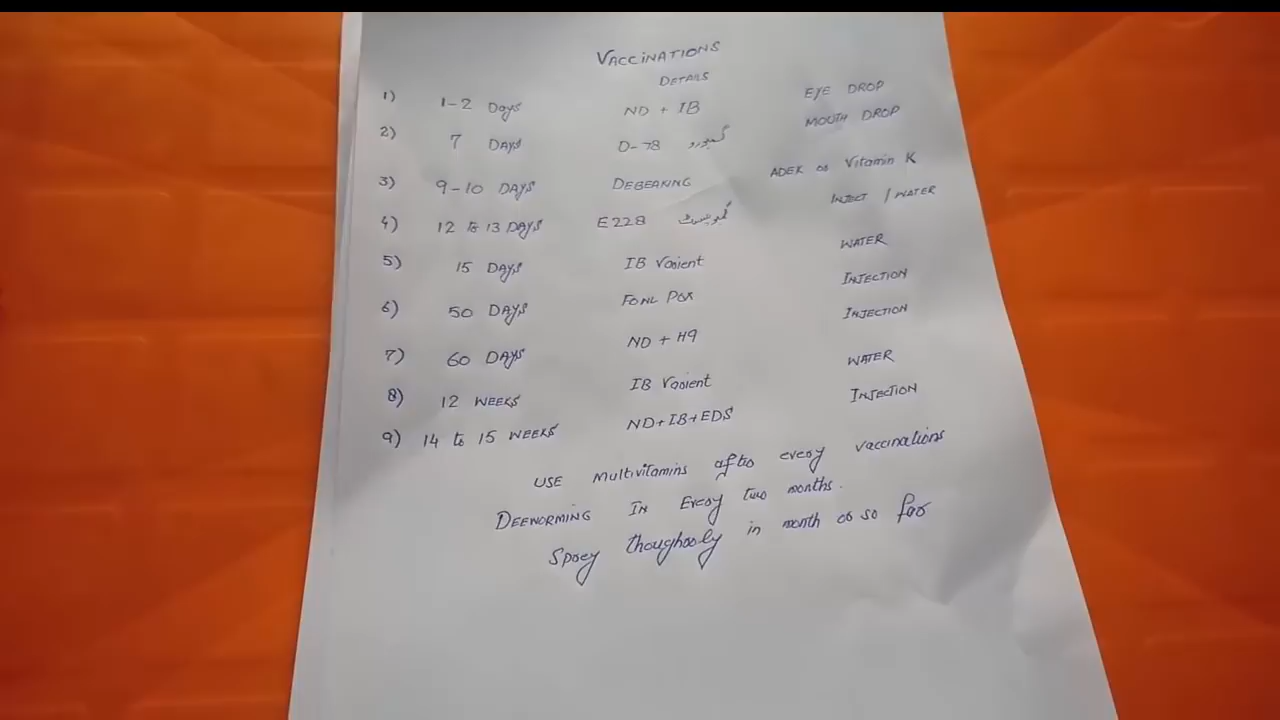 VACCINATIONS
DETAILS
1) 1-2 Days ND + IB EYE DROP
2) 7 DAYS D-78 گمبورو MOUTH DROP
3) 9-10 DAYS DEBEAKING ADEK or Vitamin K
4) 12 to 13 DAYS E228 INJECT / WATER
5) 15 DAYS IB Varient WATER
6) 50 DAYS FOWL POX INJECTION
7) 60 DAYS ND + H9 INJECTION
8) 12 WEEKS IB Varient WATER
9) 14 to 15 WEEKS ND+IB+EDS INJECTION
USE Multivitamins after every vaccinations
DEEWORMING IN Every two months.
Sprey thoughorly in month or so for